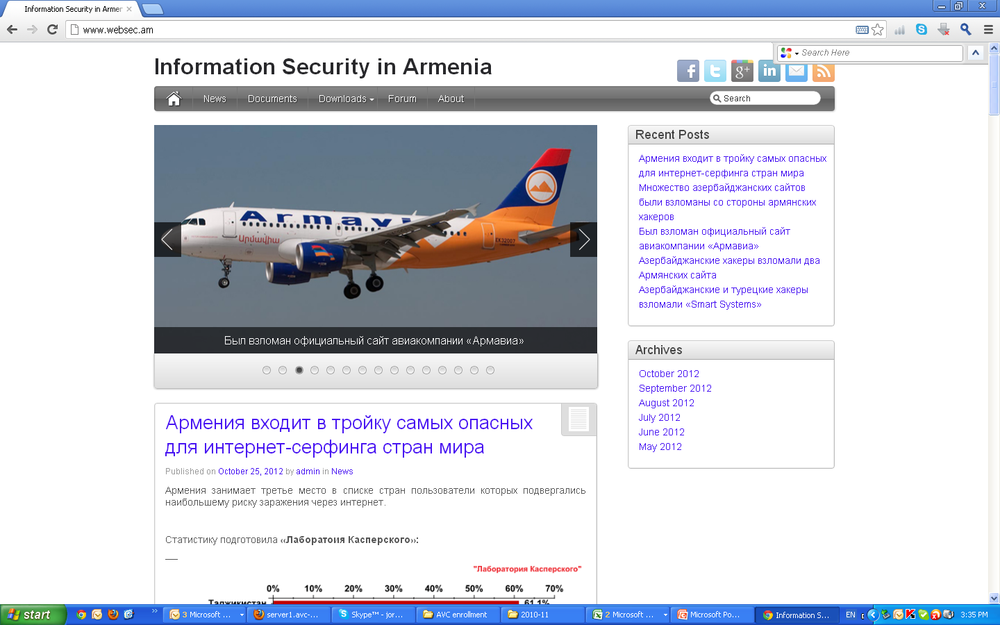 Information Security in Armer
www.websec.am
Search Here
Information Security in Armenia
News
Documents
Downloads
Forum
About
Search
Armavi
Արմավիա
EK32007
Был взломан официальный сайт авиакомпании «Армавиа»
Recent Posts
Армения входит в тройку самых опасных
для интернет-серфинга стран мира
Множество азербайджанских сайтов
были взломаны со стороны армянских
хакеров
Был взломан официальный сайт
авиакомпании «Армавиа»
Азербайджанские хакеры взломали два
Армянских сайта
Азербайджанские и турецкие хакеры
взломали «Smart Systems»
Archives
October 2012
September 2012
August 2012
July 2012
June 2012
May 2012
Армения входит в тройку самых опасных
для интернет-серфинга стран мира
Published on October 25, 2012 by admin in News
Армения занимает третье место в списке стран пользователи которых подвергались
наибольшему риску заражения через интернет.
Статистику подготовила «Лаборатоия Касперского»:
"Лаборатория Касперского"
0% 10% 20% 30% 40% 50% 60% 70%
Таджикистан 61,1%
start
3 Microsoft ...
server1.avc-...
Skype™ - jor...
AVC enrollment
2010-11
2 Microsoft ...
Microsoft Po...
Information S...
EN
3:35 PM